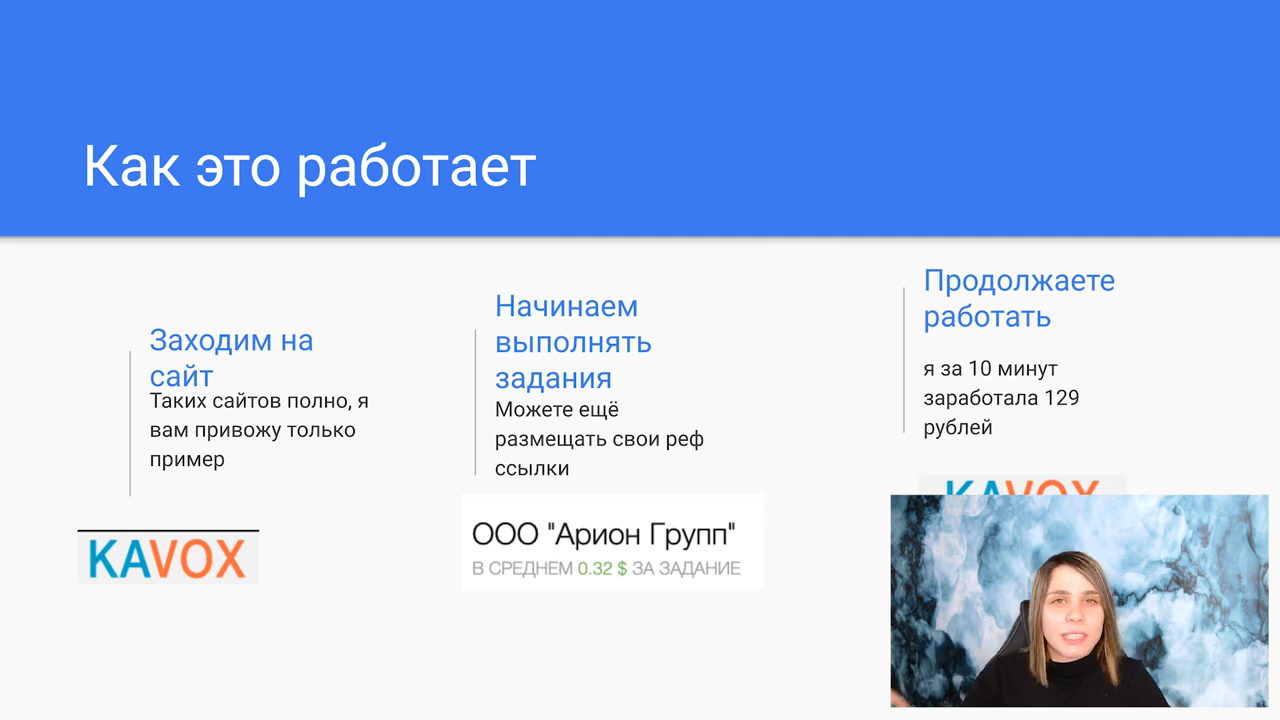 Как это работает
Заходим на
сайт
Таких сайтов полно, я
вам привожу только
пример
KAVOX
Начинаем
выполнять
задания
Можете ещё
размещать свои реф
ссылки
ООО "Арион Групп"
В СРЕДНЕМ 0.32 $ ЗА ЗАДАНИЕ
Продолжаете
работать
я за 10 минут
заработала 129
рублей
KAVOX